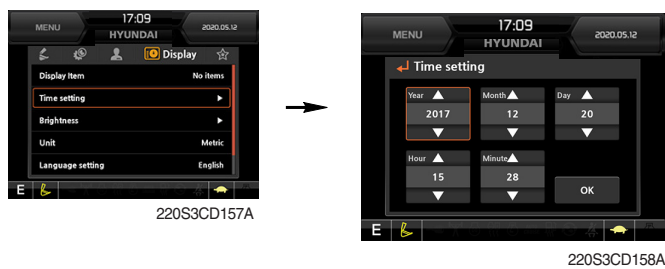 MENU
17:09
2020.05.12
HYUNDAI
Display
Display Item No items
Time setting
Brightness
Unit Metric
Language setting English
E
220S3CD157A
MENU
17:09
2020.05.12
HYUNDAI
Time setting
Year Month Day
2017 12 20
Hour Minute
15 28
OK
E
220S3CD158A